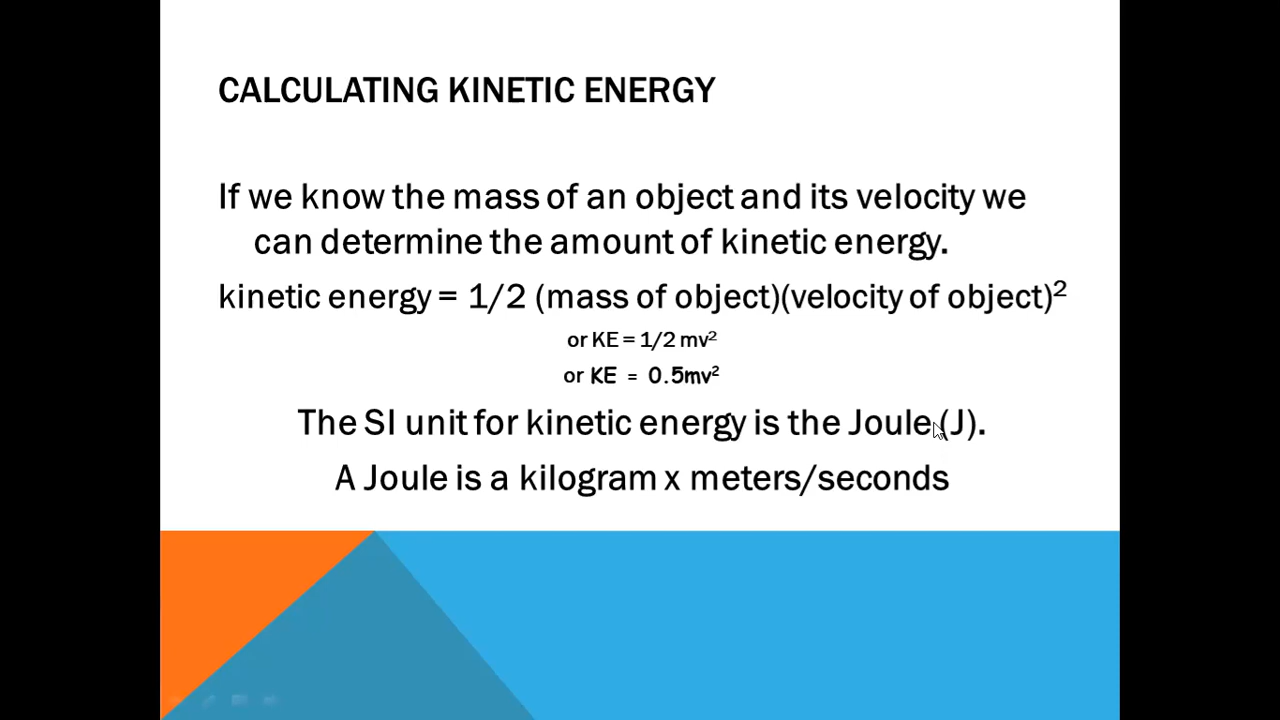 CALCULATING KINETIC ENERGY
If we know the mass of an object and its velocity we
can determine the amount of kinetic energy.
kinetic energy = 1/2 (mass of object)(velocity of object)²
or KE = 1/2 mv²
or KE = 0.5mv²
The SI unit for kinetic energy is the Joule (J).
A Joule is a kilogram x meters/seconds